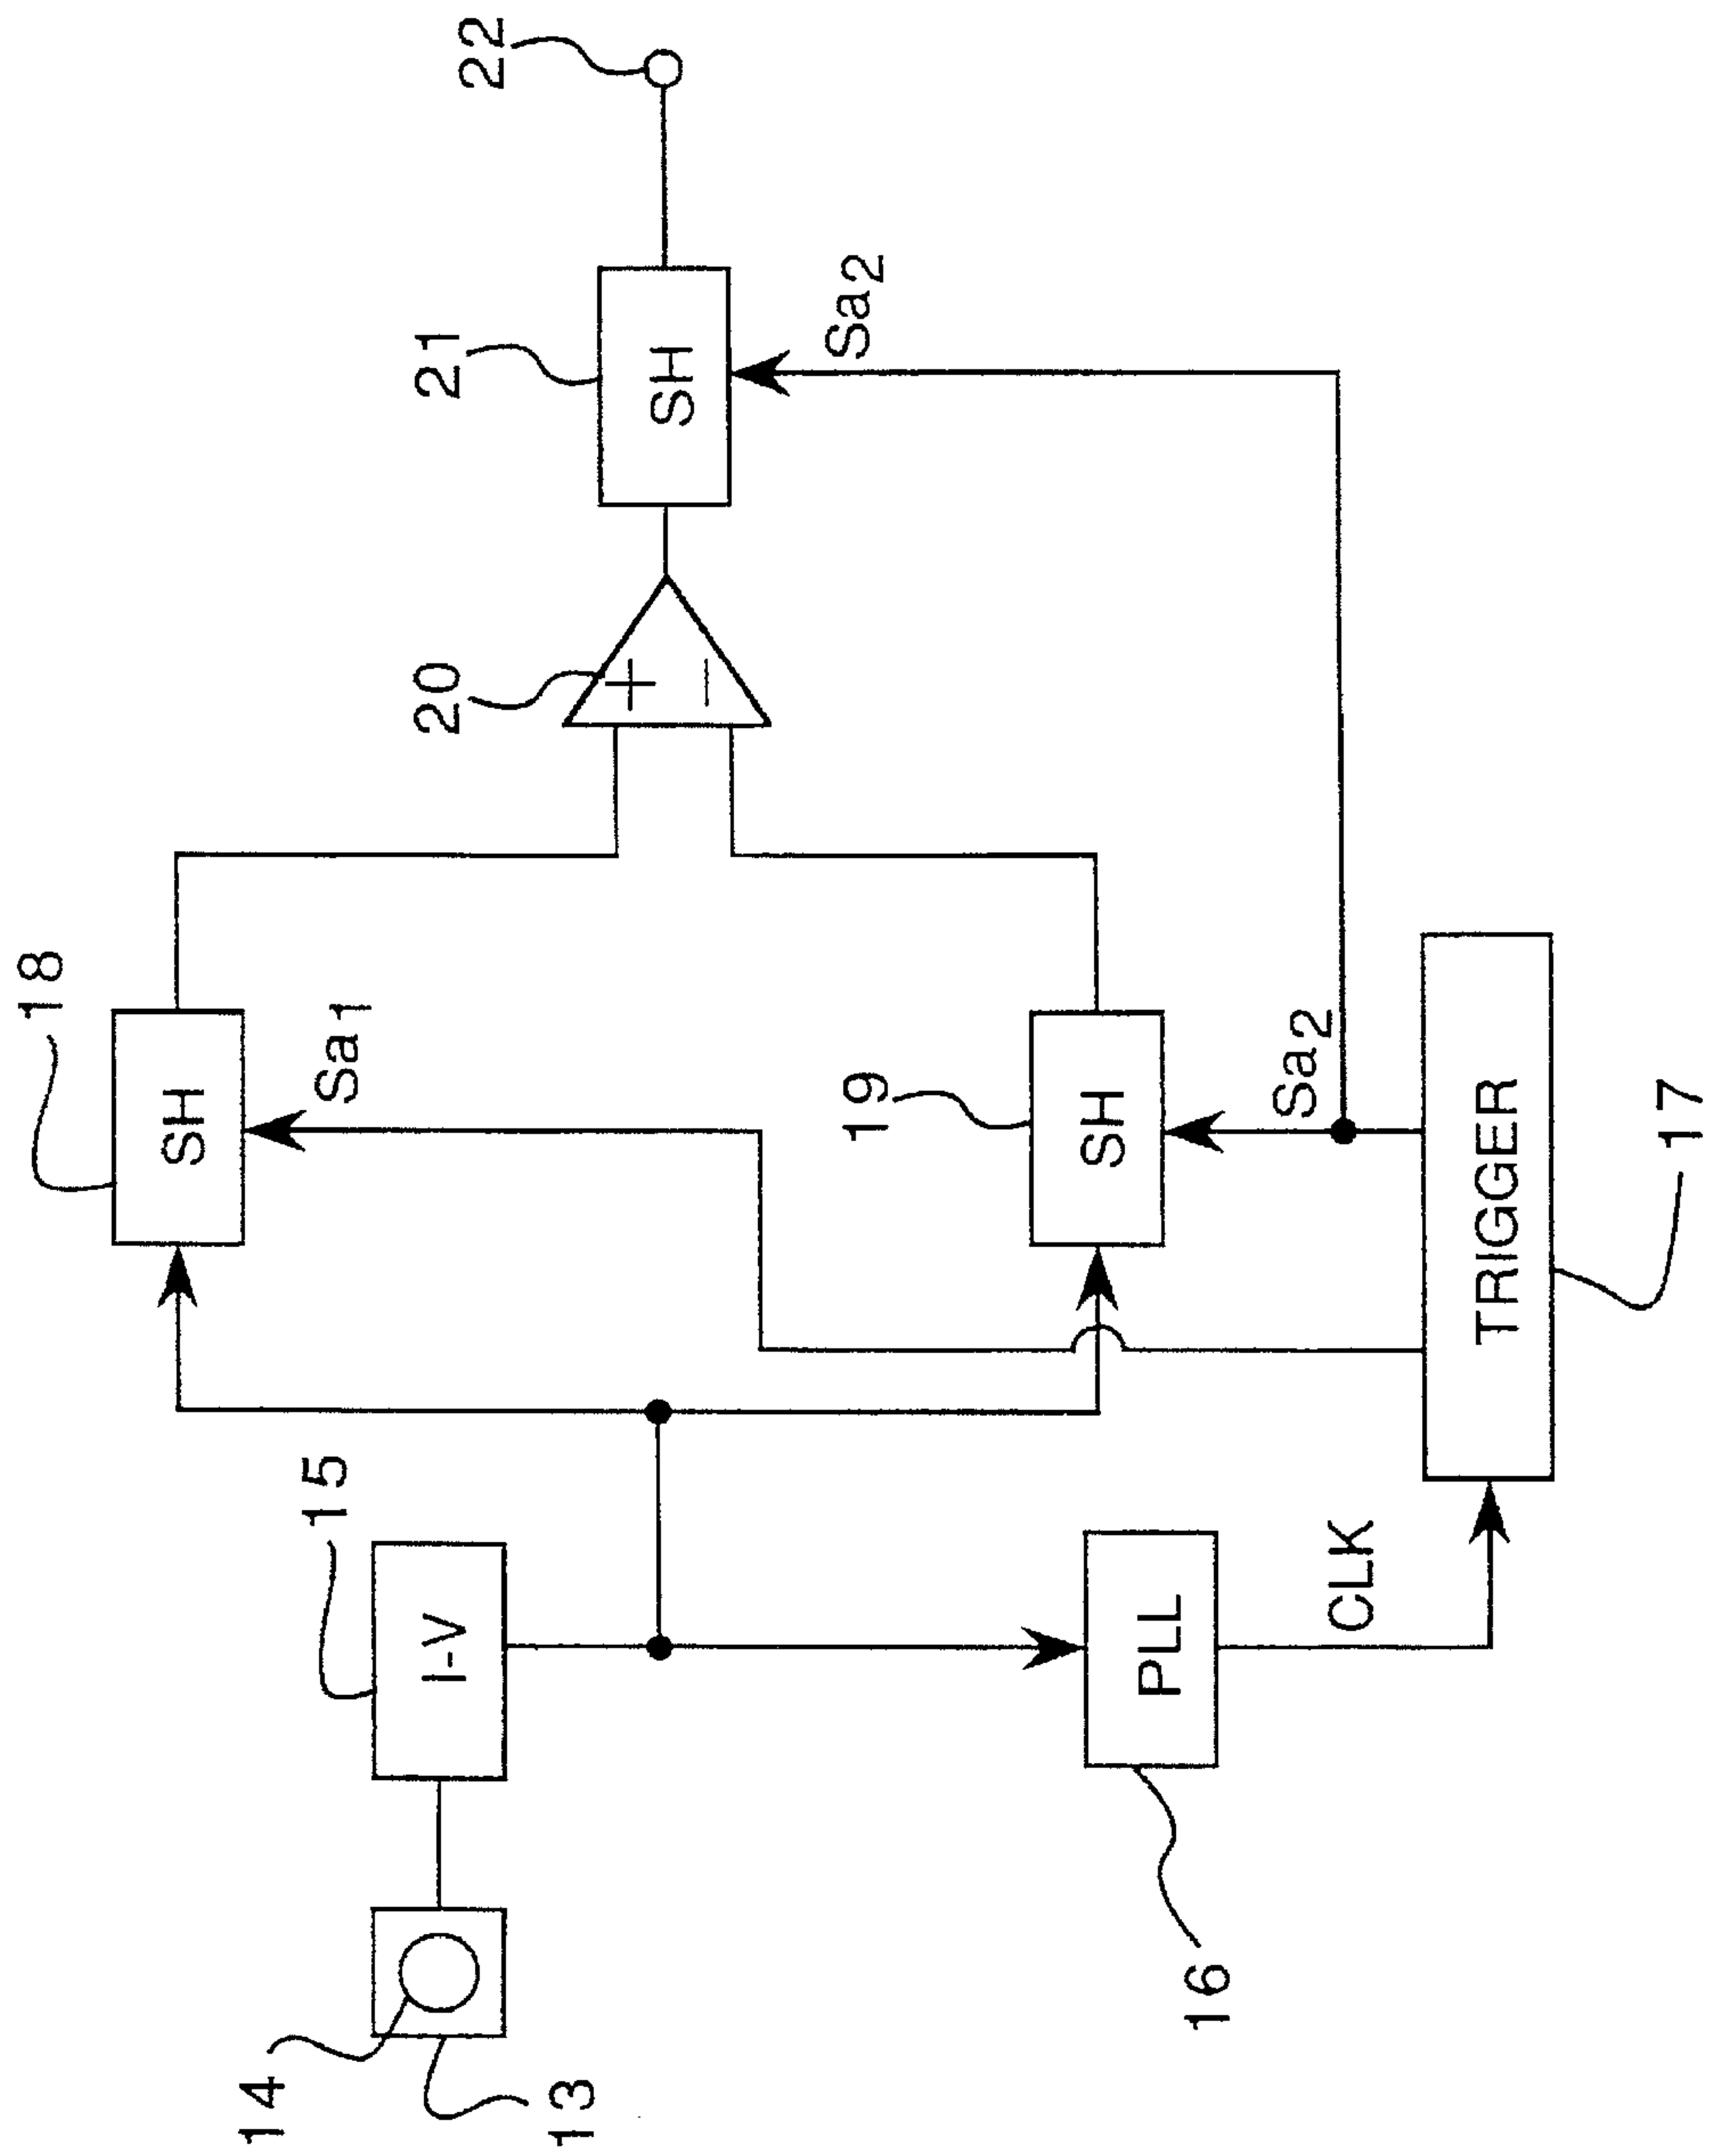 14
13
15
I-V
16
PLL
CLK
18
SH
Sa1
19
SH
Sa2
TRIGGER
17
20
+
−
21
SH
Sa2
22